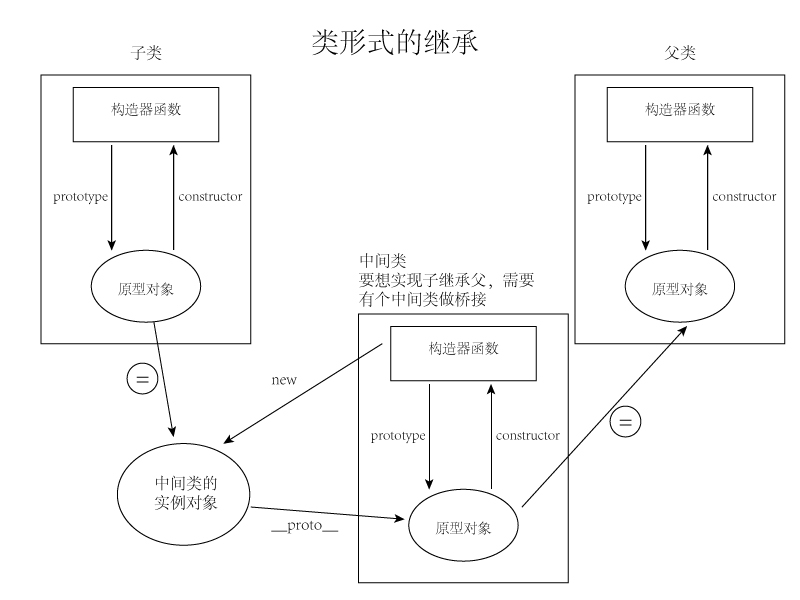 类形式的继承
子类
父类
构造器函数
构造器函数
prototype
constructor
prototype
constructor
原型对象
原型对象
中间类
要想实现子继承父，需要
有个中间类做桥接
构造器函数
=
new
=
prototype
constructor
中间类的
实例对象
__proto__
原型对象